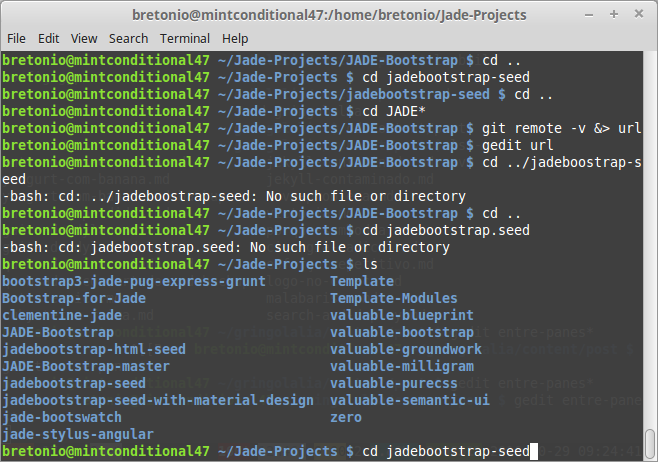 bretonio@mintconditional47:/home/bretonio/Jade-Projects
File Edit View Search Terminal Help
bretonio@mintconditional47 ~/Jade-Projects/JADE-Bootstrap $ cd ..
bretonio@mintconditional47 ~/Jade-Projects $ cd jadebootstrap-seed
bretonio@mintconditional47 ~/Jade-Projects/jadebootstrap-seed $ cd ..
bretonio@mintconditional47 ~/Jade-Projects $ cd JADE*
bretonio@mintconditional47 ~/Jade-Projects/JADE-Bootstrap $ git remote -v &> url
bretonio@mintconditional47 ~/Jade-Projects/JADE-Bootstrap $ gedit url
bretonio@mintconditional47 ~/Jade-Projects/JADE-Bootstrap $ cd ../jadeboostrap-s
eed
-bash: cd: ../jadeboostrap-seed: No such file or directory
bretonio@mintconditional47 ~/Jade-Projects/JADE-Bootstrap $ cd ..
bretonio@mintconditional47 ~/Jade-Projects $ cd jadebootstrap.seed
-bash: cd: jadebootstrap.seed: No such file or directory
bretonio@mintconditional47 ~/Jade-Projects $ ls
bootstrap3-jade-pug-express-grunt Template
Bootstrap-for-Jade Template-Modules
clementine-jade valuable-blueprint
JADE-Bootstrap valuable-bootstrap
jadebootstrap-html-seed valuable-groundwork
JADE-Bootstrap-master valuable-milligram
jadebootstrap-seed valuable-purecss
jadebootstrap-seed-with-material-design valuable-semantic-ui
jade-bootswatch zero
jade-stylus-angular
bretonio@mintconditional47 ~/Jade-Projects $ cd jadebootstrap-seed